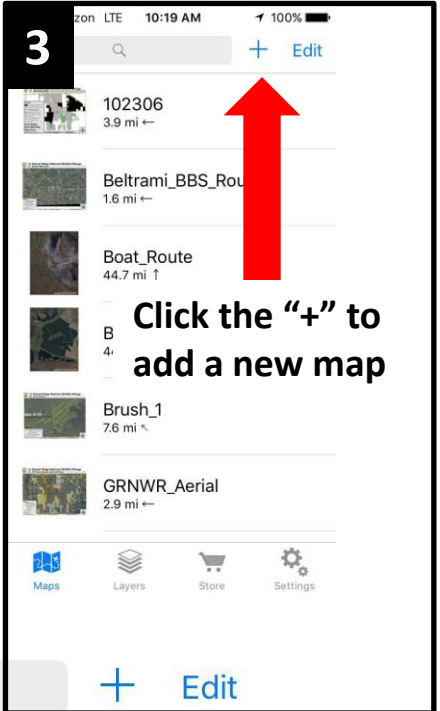 3
zon LTE 10:19 AM 100%
+ Edit
102306
3.9 mi ←
Beltrami_BBS_Rou
1.6 mi ←
Boat_Route
44.7 mi ↑
Click the “+” to
add a new map
B
4
Brush_1
7.6 mi ↖
GRNWR_Aerial
2.9 mi ←
Maps Layers Store Settings
+ Edit